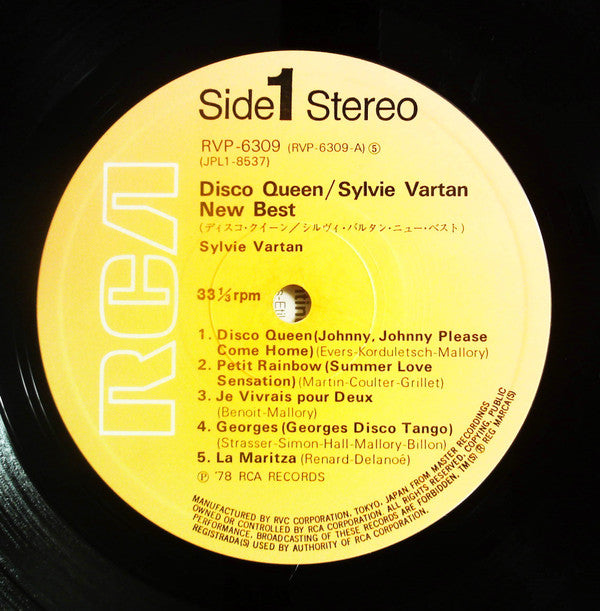 RCA
Side 1 Stereo
RVP-6309 (RVP-6309-A) Ⓢ
(JPL1-8537)
Disco Queen/Sylvie Vartan
New Best
(ディスコ・クイーン/シルヴィ・バルタン・ニュー・ベスト)
Sylvie Vartan
33 1/3 rpm
1. Disco Queen (Johnny, Johnny Please
Come Home) (Evers-Korduletsch-Mallory)
2. Petit Rainbow (Summer Love
Sensation) (Martin-Coulter-Grillet)
3. Je Vivrais pour Deux
(Benoit-Mallory)
4. Georges (Georges Disco Tango)
(Strasser-Simon-Hall-Mallory-Billon)
5. La Maritza (Renard-Delanoé)
Ⓟ '78 RCA RECORDS
MANUFACTURED BY RVC CORPORATION, TOKYO, JAPAN FROM MASTER RECORDINGS
OWNED OR CONTROLLED BY RCA CORPORATION. ALL RIGHTS RESERVED. COPYING, PUBLIC
PERFORMANCE, BROADCASTING OF THESE RECORDS ARE FORBIDDEN. TM(S) ® REG MARCA(S)
REGISTRADA(S) USED BY AUTHORITY OF RCA CORPORATION.